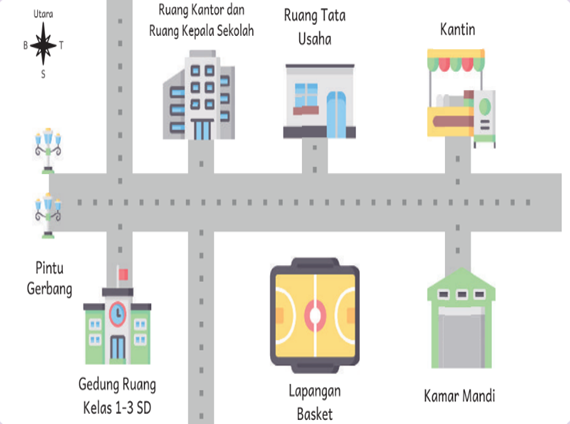 Utara
B
T
S
Ruang Kantor dan
Ruang Kepala Sekolah
Ruang Tata
Usaha
Kantin
Pintu
Gerbang
Gedung Ruang
Kelas 1-3 SD
Lapangan
Basket
Kamar Mandi